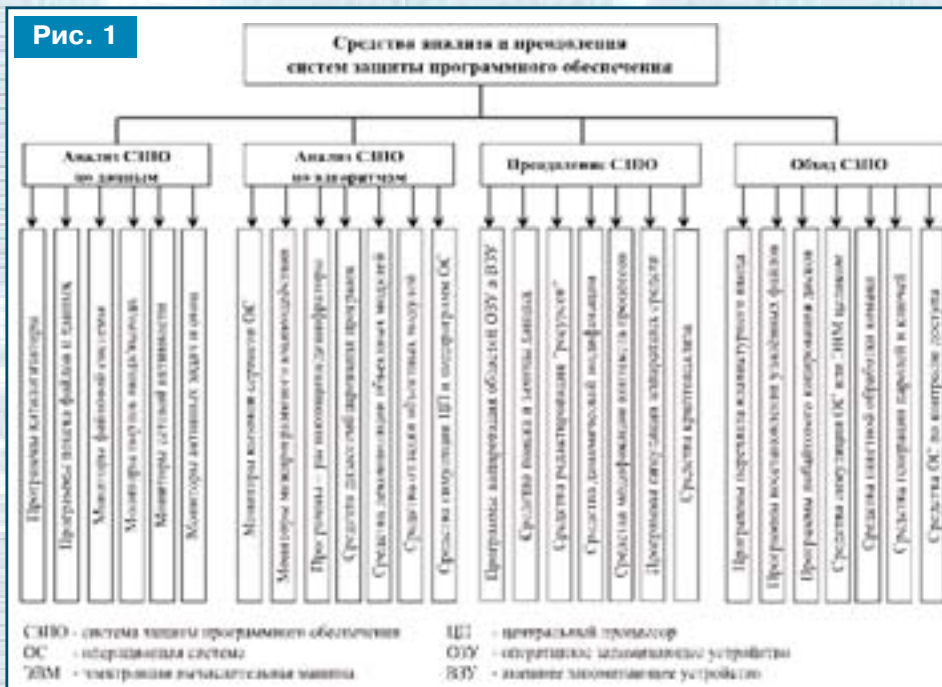 Рис. 1
Средства анализа и преодоления
систем защиты программного обеспечения
Анализ СЗПО
по данным
Анализ СЗПО
по алгоритмам
Преодоление СЗПО
Обход СЗПО
Программы каталогизаторы
Программы поиска файлов и данных
Мониторы файловой системы
Мониторы портов ввода/вывода
Мониторы сетевой активности
Мониторы активных задач и окон
Мониторы вызовов сервисов ОС
Мониторы межпрограммного взаимодействия
Средства декомпиляции объектных моделей
Средства отладки объектных модулей
Средства эмуляции ЦП и подпрограмм ОС
Программы копирования областей ОЗУ в ВЗУ
Средства поиска и замены данных
Средства редактирования "ресурсов"
Средства динамической модификации
Средства модификации контекста процессов
Программы симуляции аппаратных средств
Средства криптоанализа
Программы перехвата клавиатурного ввода
Программы восстановления удалённых файлов
Программы побайтового копирования дисков
Средства эмуляции ОС или ЭВМ целиком
Средства пакетной обработки команд
Средства генерации паролей и ключей
Средства ОС по контролю доступа
СЗПО - система защиты программного обеспечения
ОС - операционная система
ЭВМ - электронная вычислительная машина
ЦП - центральный процессор
ОЗУ - оперативное запоминающее устройство
ВЗУ - внешнее запоминающее устройство